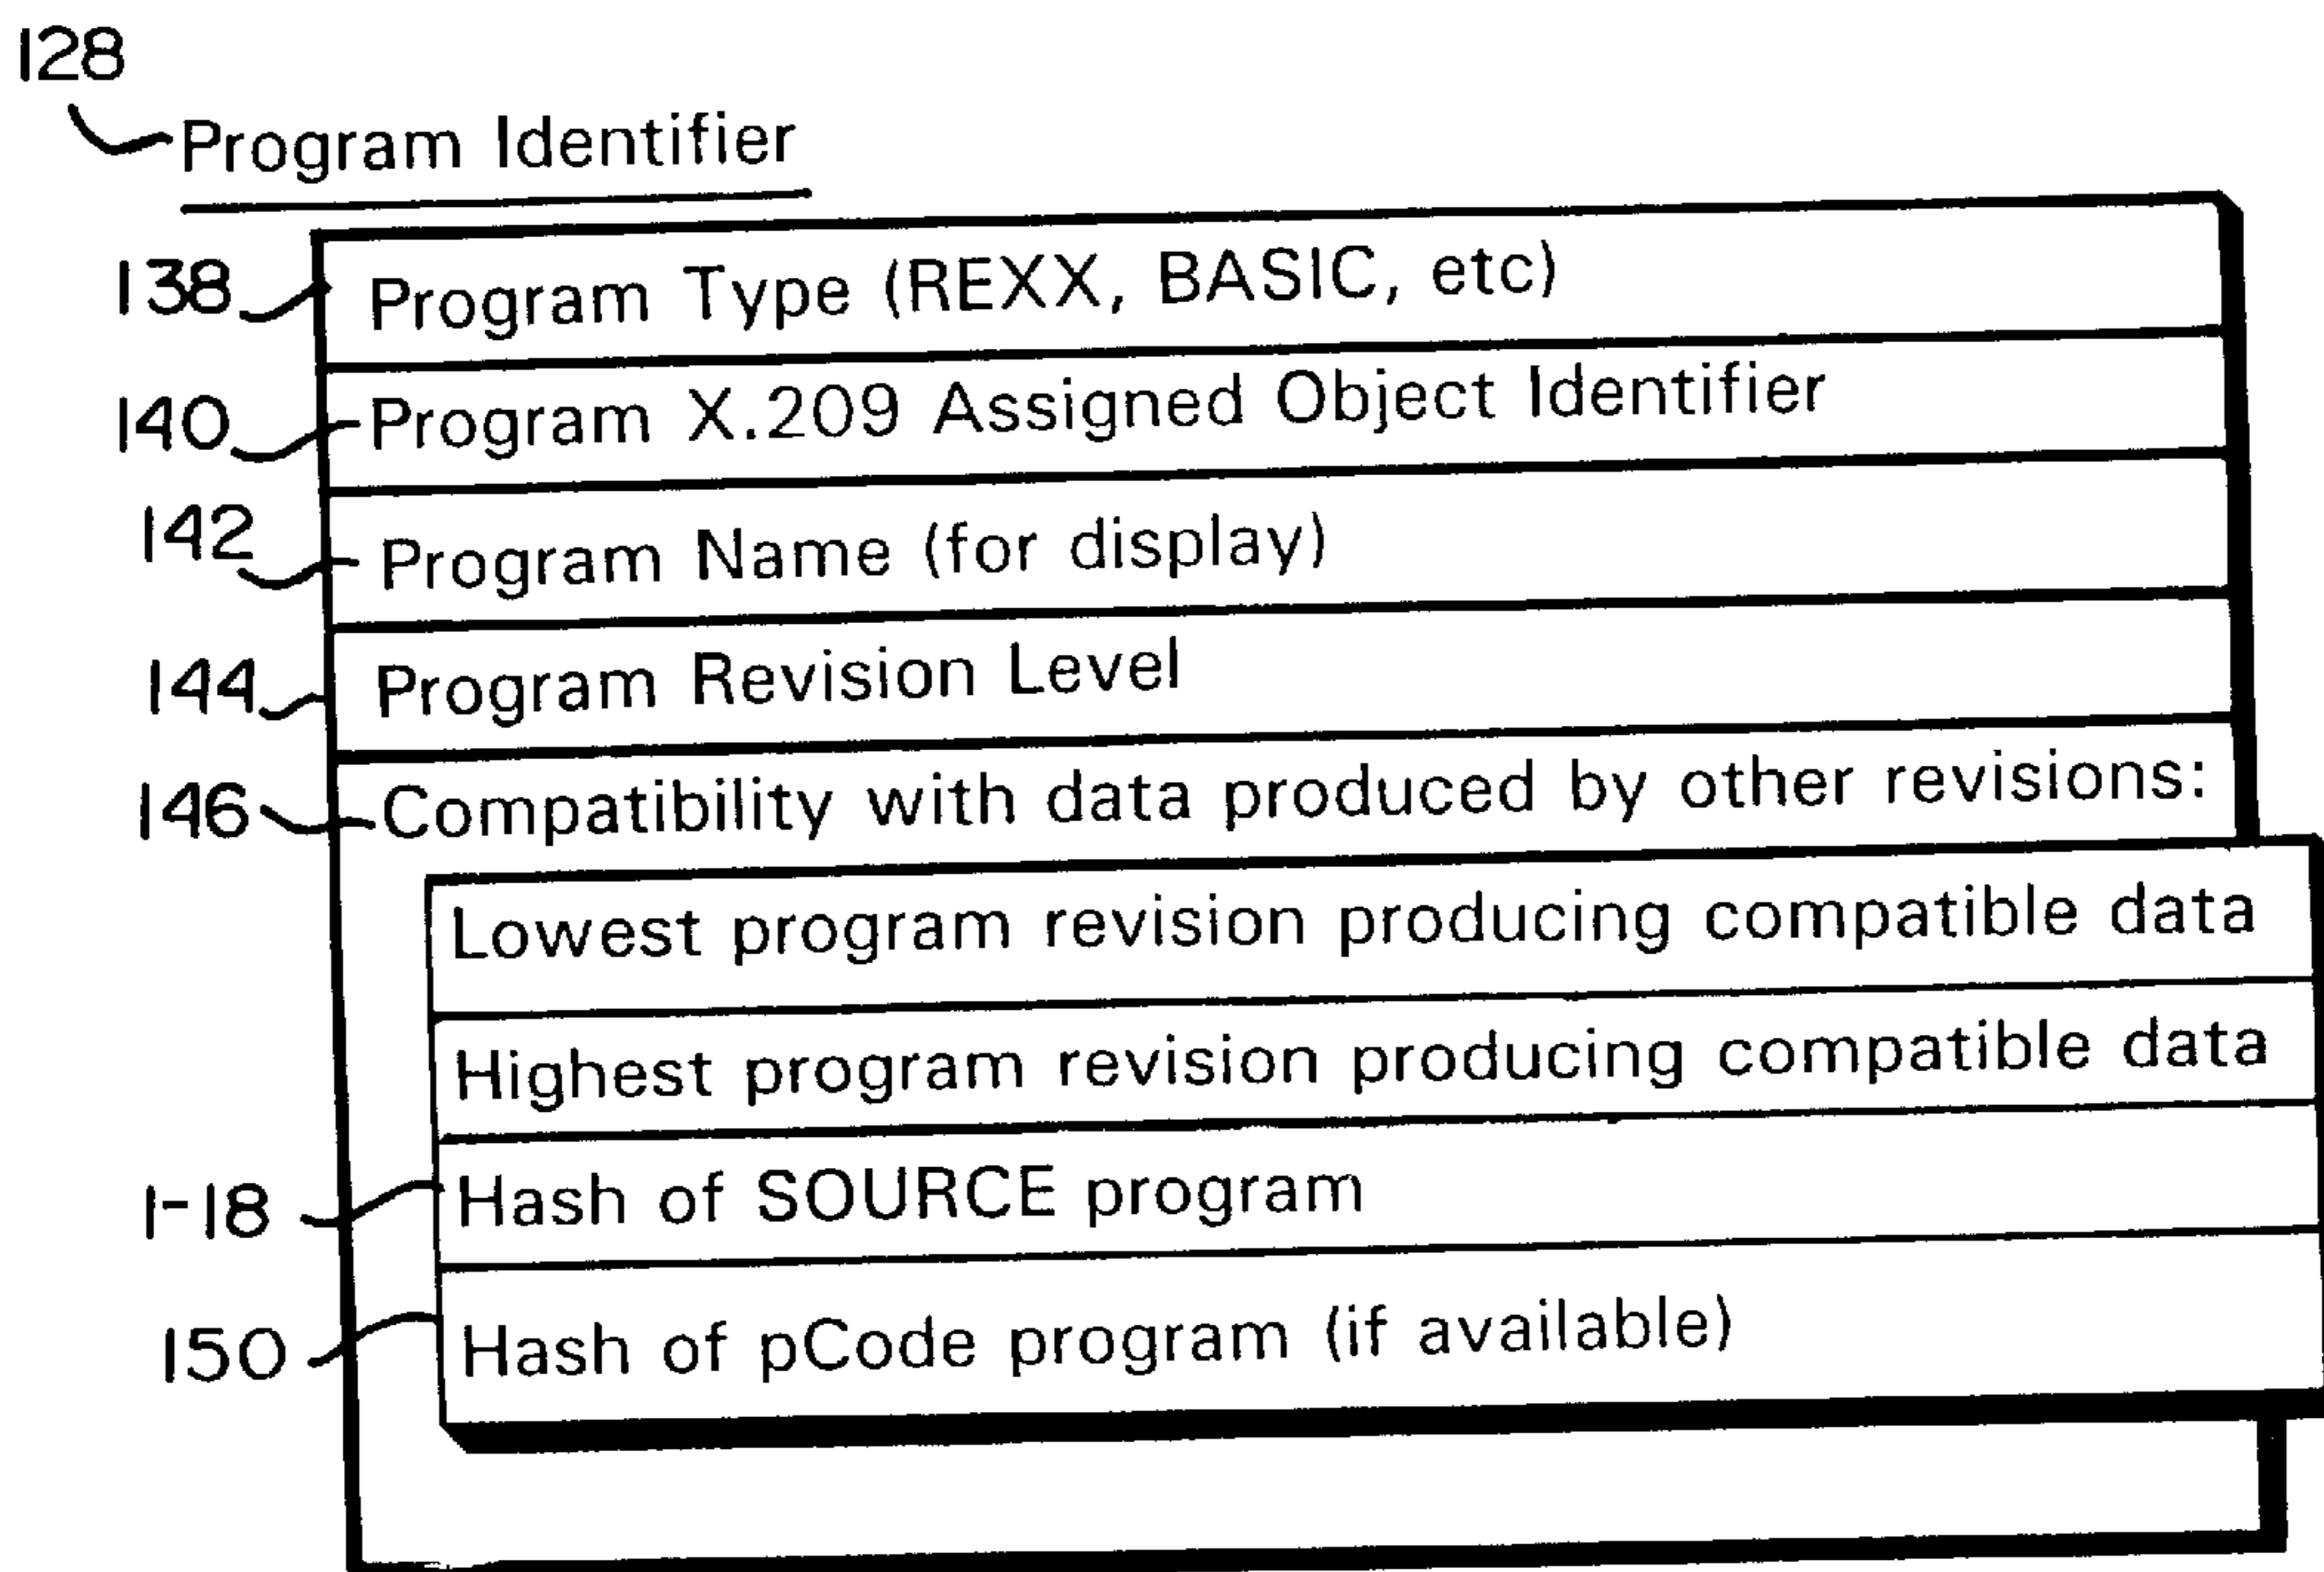 128
Program Identifier
138 Program Type (REXX, BASIC, etc)
140 Program X.209 Assigned Object Identifier
142 Program Name (for display)
144 Program Revision Level
146 Compatibility with data produced by other revisions:
Lowest program revision producing compatible data
Highest program revision producing compatible data
1-18 Hash of SOURCE program
150 Hash of pCode program (if available)